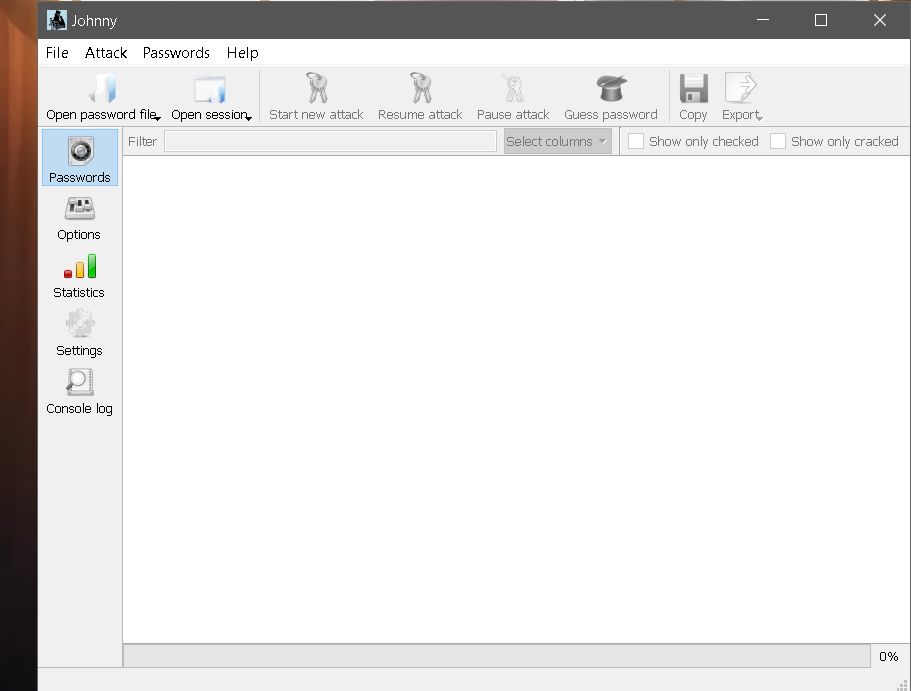 Johnny
File Attack Passwords Help
Open password file Open session Start new attack Resume attack Pause attack Guess password Copy Export
Passwords
Filter Select columns Show only checked Show only cracked
Options
Statistics
Settings
Console log
0%